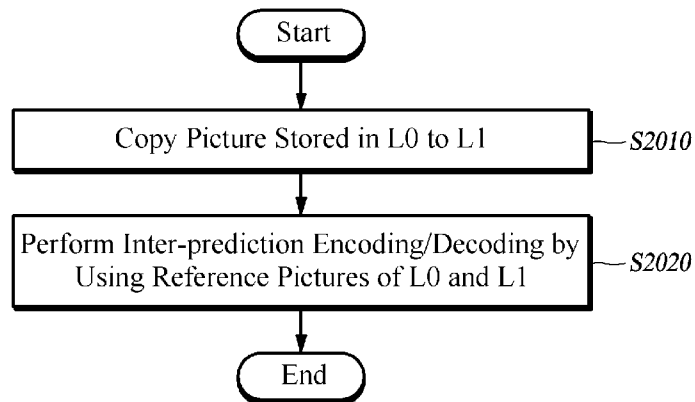 Start
Copy Picture Stored in L0 to L1
S2010
Perform Inter-prediction Encoding/Decoding by
Using Reference Pictures of L0 and L1
S2020
End